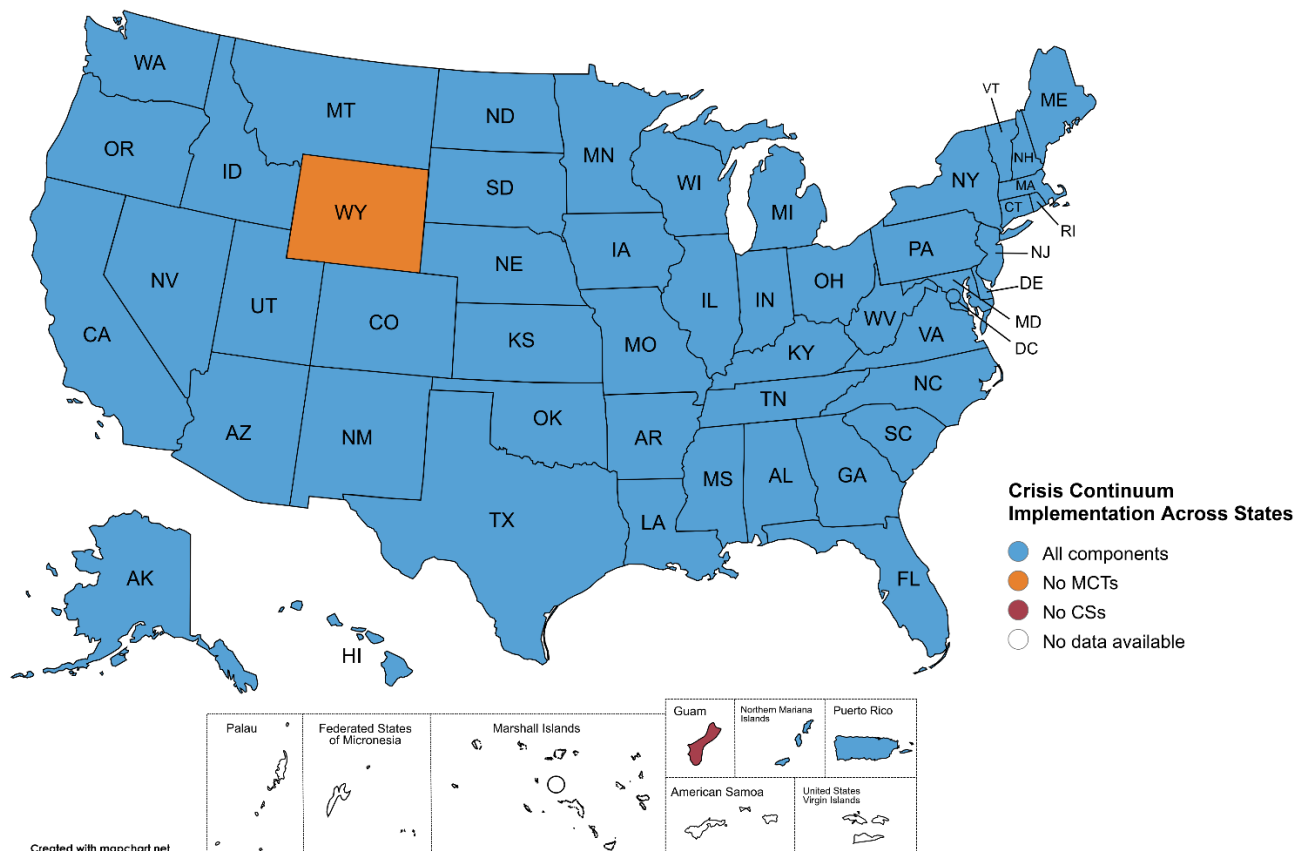 WA
MT
ND
MN
VT
ME
OR
ID
SD
WI
NY
NH
MA
WY
MI
CT
RI
IA
PA
NJ
NV
NE
OH
DE
UT
IL
IN
CA
CO
WV
MD
KS
MO
VA
DC
KY
NC
TN
AZ
NM
OK
AR
SC
MS
AL
GA
TX
LA
AK
FL
HI
Crisis Continuum
Implementation Across States
All components
No MCTs
No CSs
No data available
Palau
Federated States
of Micronesia
Marshall Islands
Guam
Northern Mariana
Islands
Puerto Rico
American Samoa
United States
Virgin Islands
Created with mapchart.net